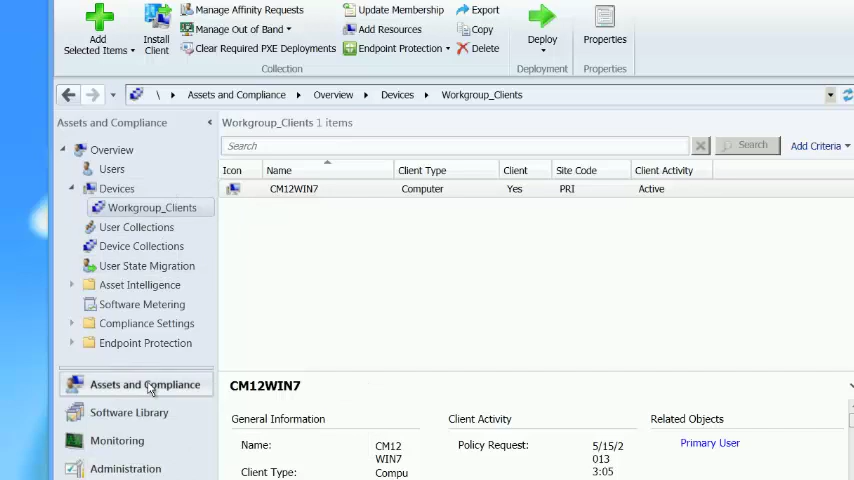 Add
Selected Items
Install
Client
Manage Affinity Requests
Manage Out of Band
Clear Required PXE Deployments
Update Membership
Add Resources
Endpoint Protection
Export
Copy
Delete
Deploy
Properties
Collection
Deployment
Properties
\ Assets and Compliance Overview Devices Workgroup_Clients
Assets and Compliance
Overview
Users
Devices
Workgroup_Clients
User Collections
Device Collections
User State Migration
Asset Intelligence
Software Metering
Compliance Settings
Endpoint Protection
Assets and Compliance
Software Library
Monitoring
Administration
Workgroup_Clients 1 items
Search
Search
Add Criteria
Icon Name Client Type Client Site Code Client Activity
CM12WIN7 Computer Yes PRI Active
CM12WIN7
General Information
Name: CM12
WIN7
Client Type: Compu
Client Activity
Policy Request: 5/15/2
013
3:05
Related Objects
Primary User